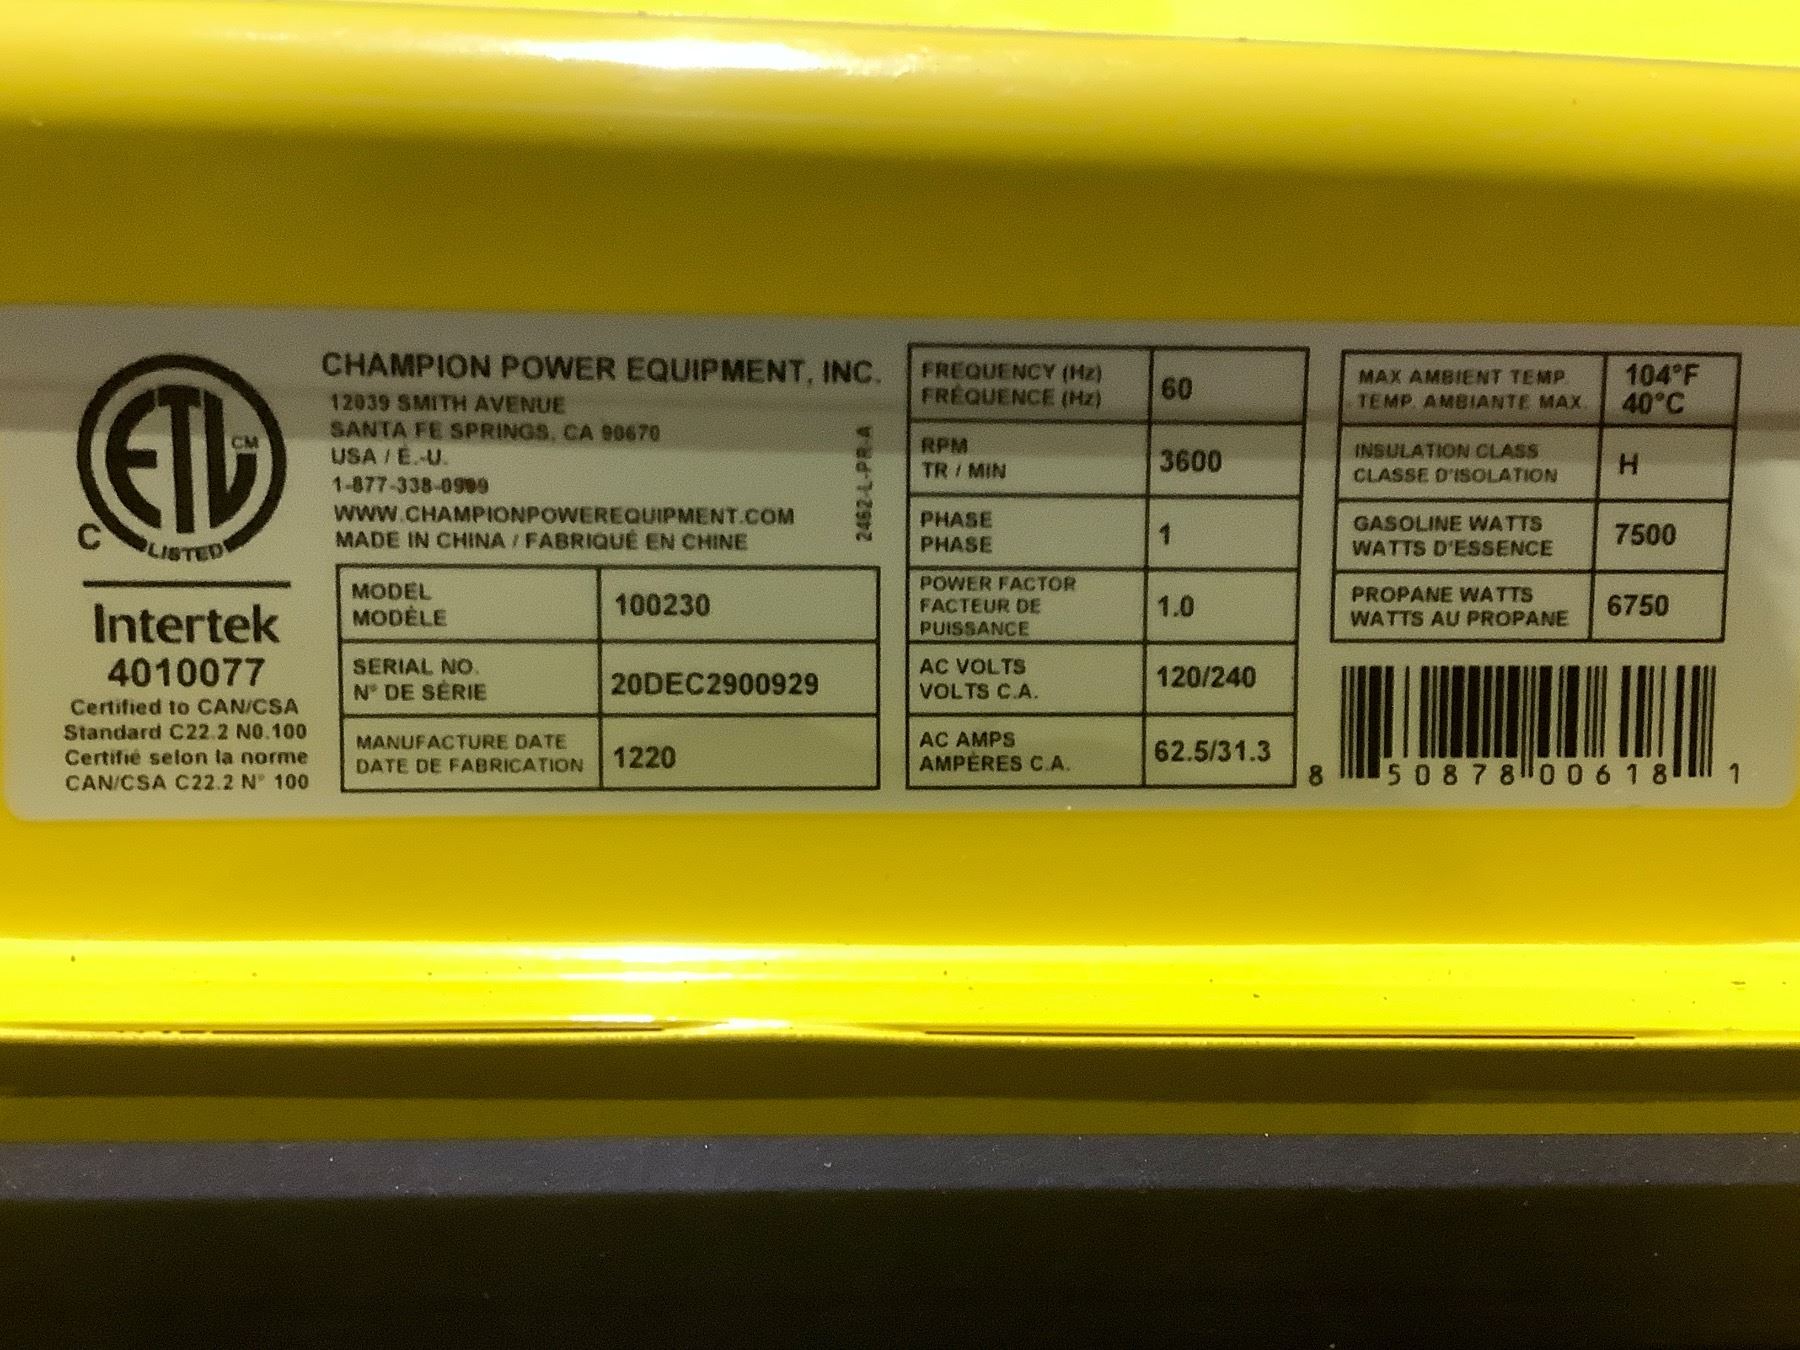 ETL CM
C LISTED
Intertek
4010077
Certified to CAN/CSA
Standard C22.2 N0.100
Certifié selon la norme
CAN/CSA C22.2 N° 100
CHAMPION POWER EQUIPMENT, INC.
12039 SMITH AVENUE
SANTA FE SPRINGS, CA 90670
USA / É.-U.
1-877-338-0999
WWW.CHAMPIONPOWEREQUIPMENT.COM
MADE IN CHINA / FABRIQUÉ EN CHINE
2462-L-PR-A
MODEL
MODÈLE
100230
SERIAL NO.
N° DE SÉRIE
20DEC2900929
MANUFACTURE DATE
DATE DE FABRICATION
1220
FREQUENCY (Hz)
FRÉQUENCE (Hz)
60
RPM
TR / MIN
3600
PHASE
PHASE
1
POWER FACTOR
FACTEUR DE
PUISSANCE
1.0
AC VOLTS
VOLTS C.A.
120/240
AC AMPS
AMPÈRES C.A.
62.5/31.3
MAX AMBIENT TEMP.
TEMP. AMBIANTE MAX.
104°F
40°C
INSULATION CLASS
CLASSE D'ISOLATION
H
GASOLINE WATTS
WATTS D'ESSENCE
7500
PROPANE WATTS
WATTS AU PROPANE
6750
8 50878 00618 1